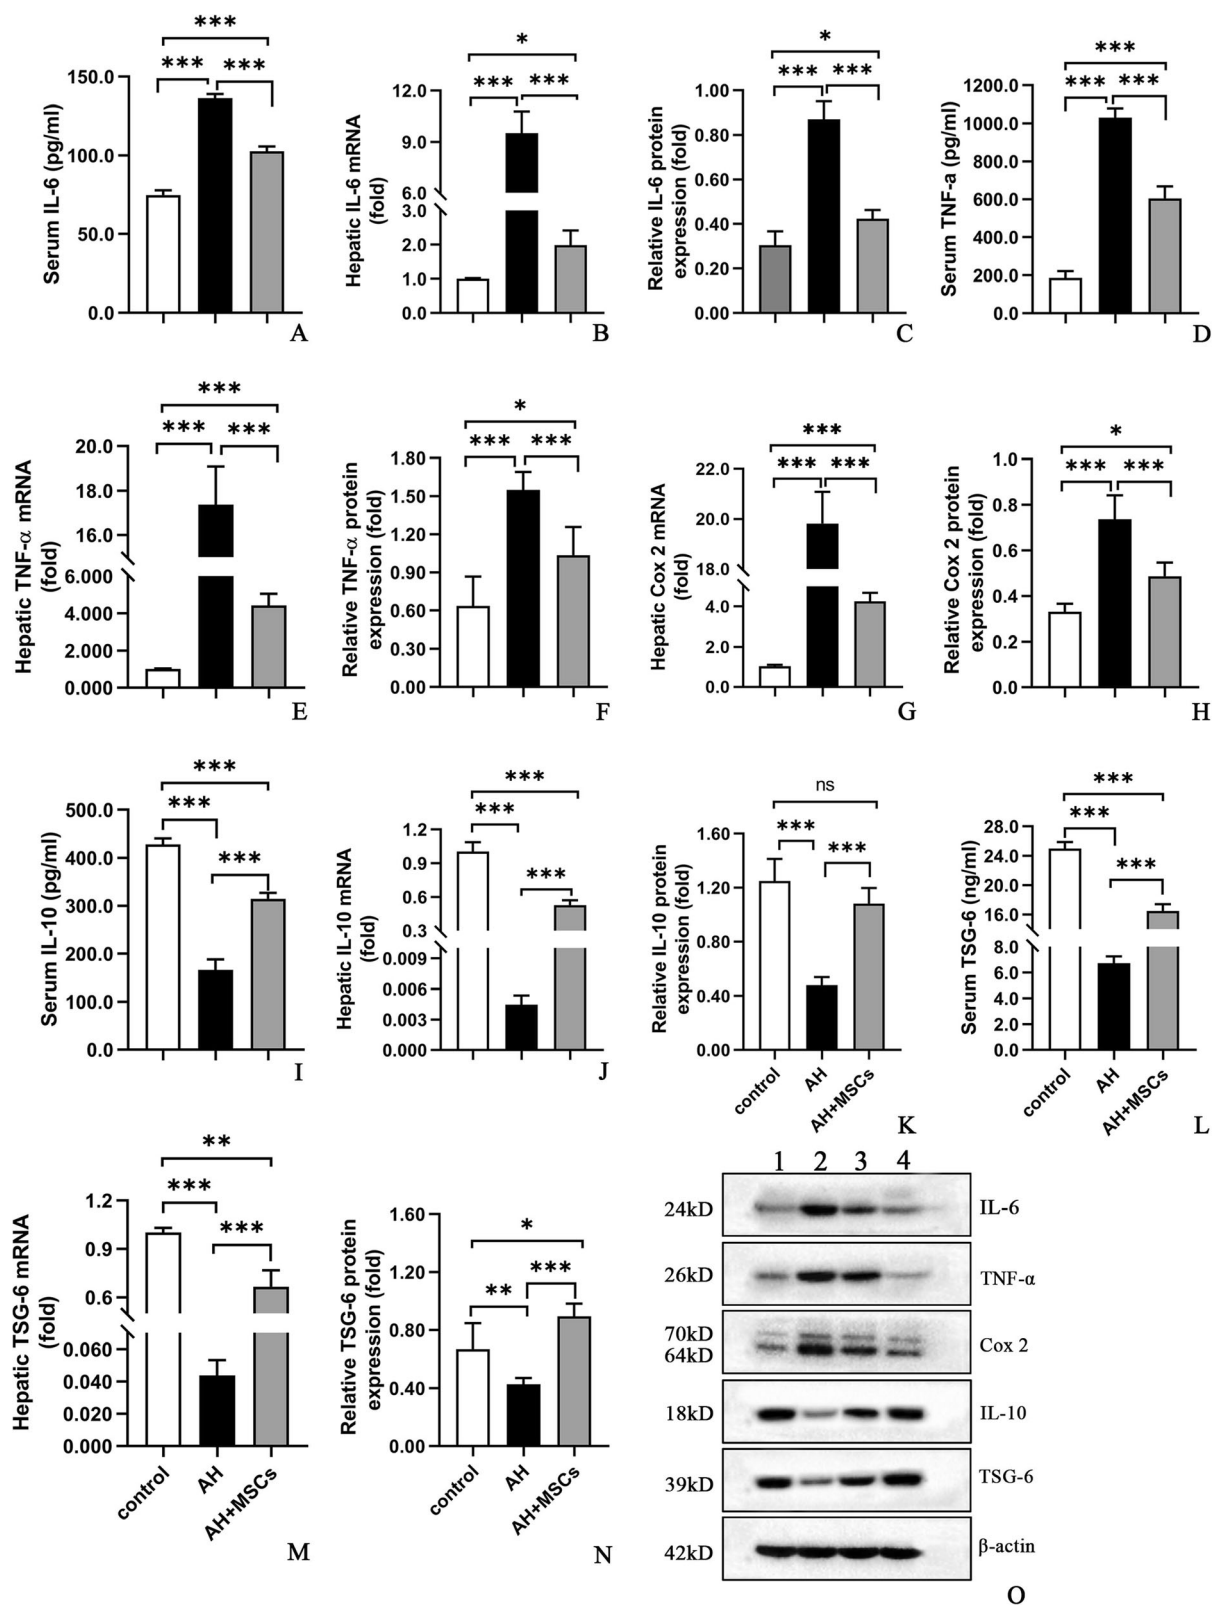 ***
*** ***
Serum IL-6 (pg/ml)
150.0
100.0
50.0
0.0
A
*
*** ***
Hepatic IL-6 mRNA
(fold)
12.0
9.0
6.0
3.0
2.0
1.0
0.0
B
*
*** ***
Relative IL-6 protein
expression (fold)
1.00
0.80
0.60
0.40
0.20
0.00
C
***
*** ***
Serum TNF-a (pg/ml)
1200.0
1000.0
800.0
600.0
400.0
200.0
0.0
D
***
*** ***
Hepatic TNF-α mRNA
(fold)
20.0
18.0
16.0
6.000
4.000
2.000
0.000
E
*
*** ***
Relative TNF-α protein
expression (fold)
1.80
1.50
1.20
0.90
0.60
0.30
0.00
F
***
*** ***
Hepatic Cox 2 mRNA
(fold)
22.0
20.0
18.0
4.0
2.0
0.0
G
*
*** ***
Relative Cox 2 protein
expression (fold)
1.0
0.8
0.6
0.4
0.2
0.0
H
***
***
***
Serum IL-10 (pg/ml)
500.0
400.0
300.0
200.0
100.0
0.0
I
***
***
***
Hepatic IL-10 mRNA
(fold)
1.2
0.9
0.6
0.3
0.009
0.006
0.003
0.000
J
ns
***
***
Relative IL-10 protein
expression (fold)
1.60
1.20
0.80
0.40
0.00
control
AH
AH+MSCs
K
***
***
***
Serum TSG-6 (ng/ml)
28.0
24.0
20.0
16.0
8.0
6.0
4.0
2.0
0.0
control
AH
AH+MSCs
L
**
***
***
Hepatic TSG-6 mRNA
(fold)
1.2
0.9
0.6
0.060
0.040
0.020
0.000
control
AH
AH+MSCs
M
*
**
***
Relative TSG-6 protein
expression (fold)
1.60
1.20
0.80
0.40
0.00
control
AH
AH+MSCs
N
1 2 3 4
24kD IL-6
26kD TNF-α
70kD
64kD Cox 2
18kD IL-10
39kD TSG-6
42kD β-actin
O